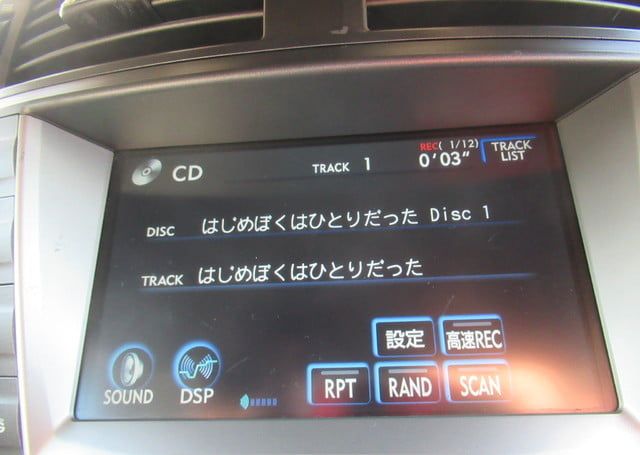 CD TRACK 1 REC( 1/12) 0'03" TRACK LIST
DISC はじめぼくはひとりだった Disc 1
TRACK はじめぼくはひとりだった
設定 高速REC
SOUND DSP RPT RAND SCAN